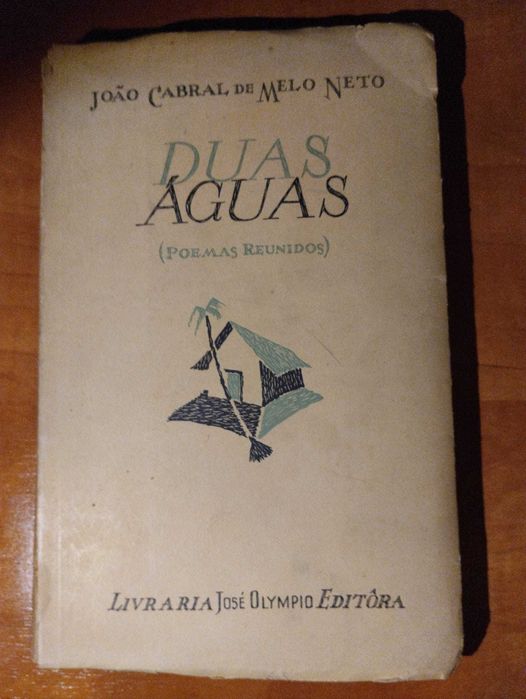 JOÃO CABRAL DE MELO NETO
DUAS
ÁGUAS
(POEMAS REUNIDOS)
LIVRARIA JOSÉ OLYMPIO EDITÔRA